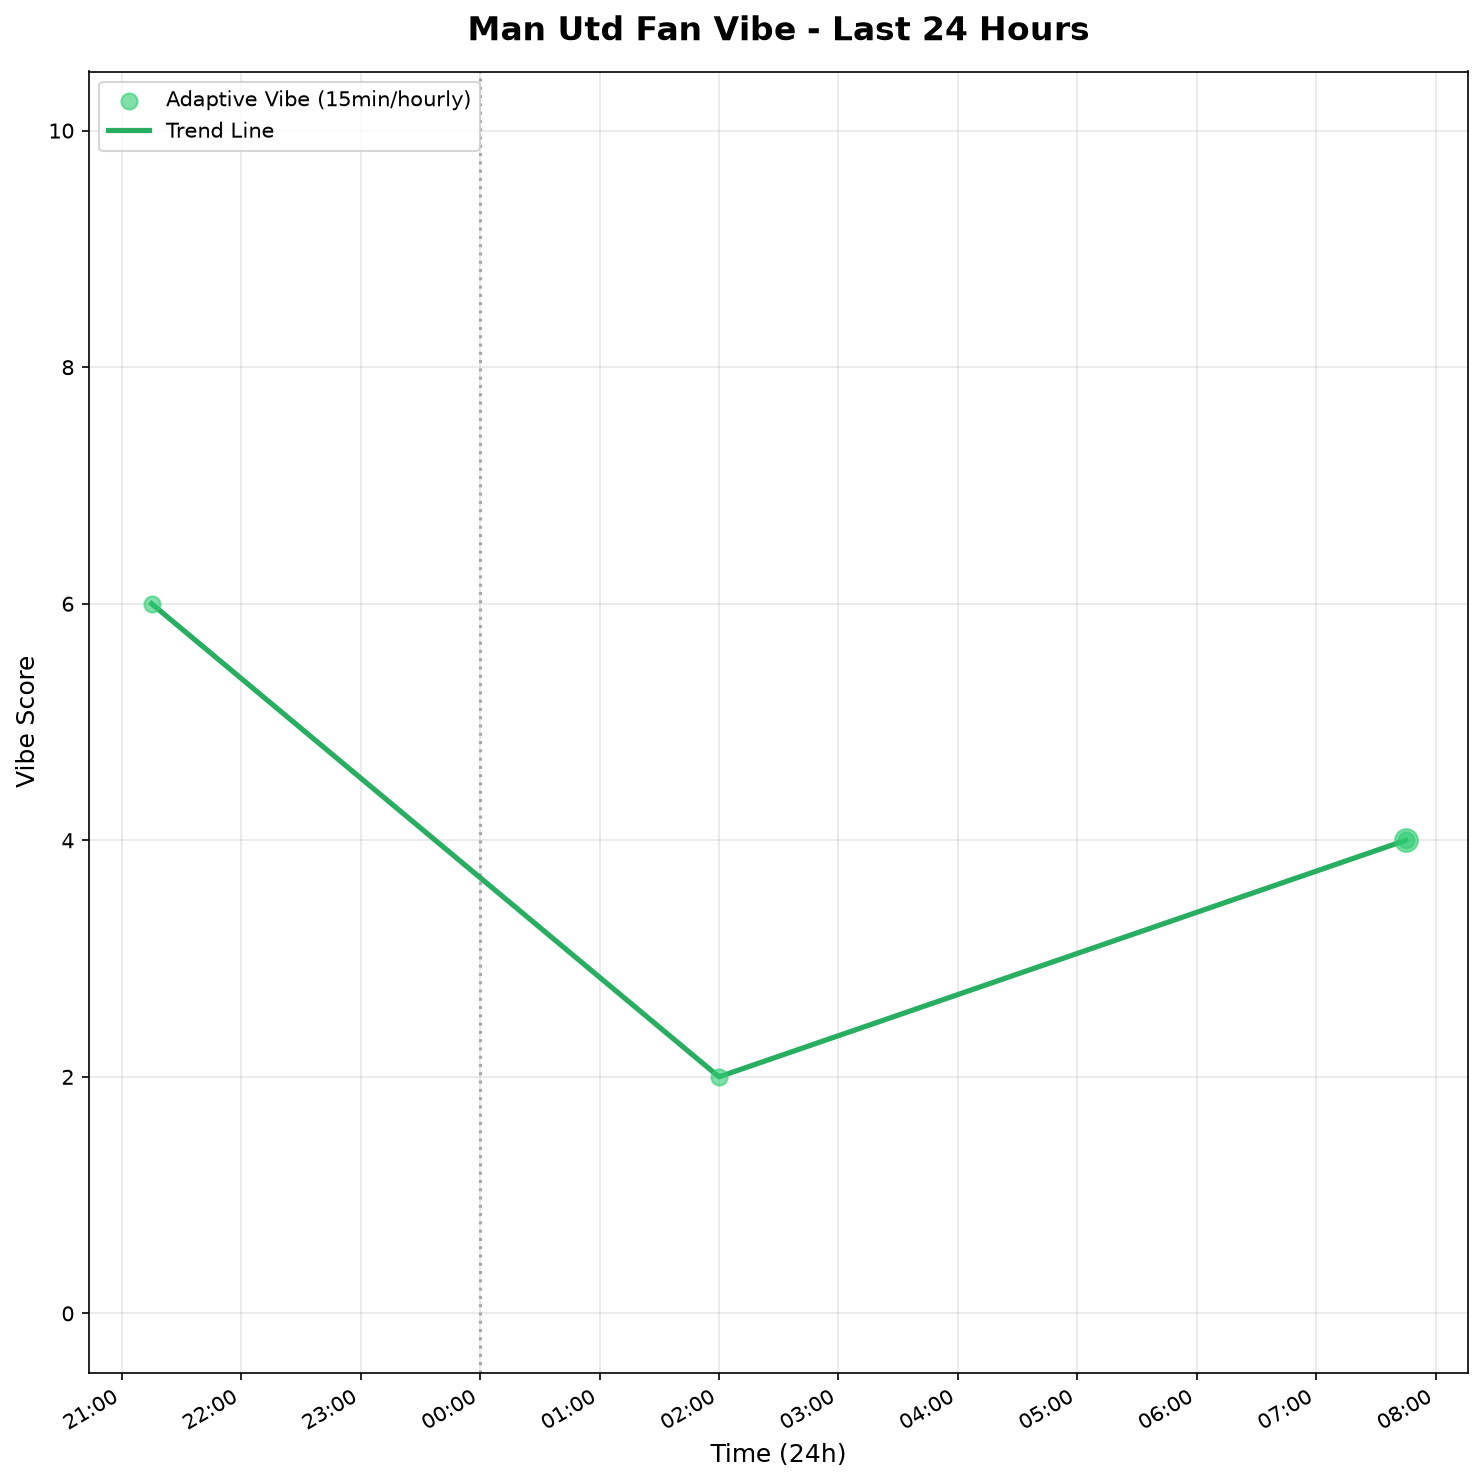 Man Utd Fan Vibe - Last 24 Hours
Adaptive Vibe (15min/hourly)
Trend Line
10
8
6
4
2
0
Vibe Score
21:00 22:00 23:00 00:00 01:00 02:00 03:00 04:00 05:00 06:00 07:00 08:00
Time (24h)